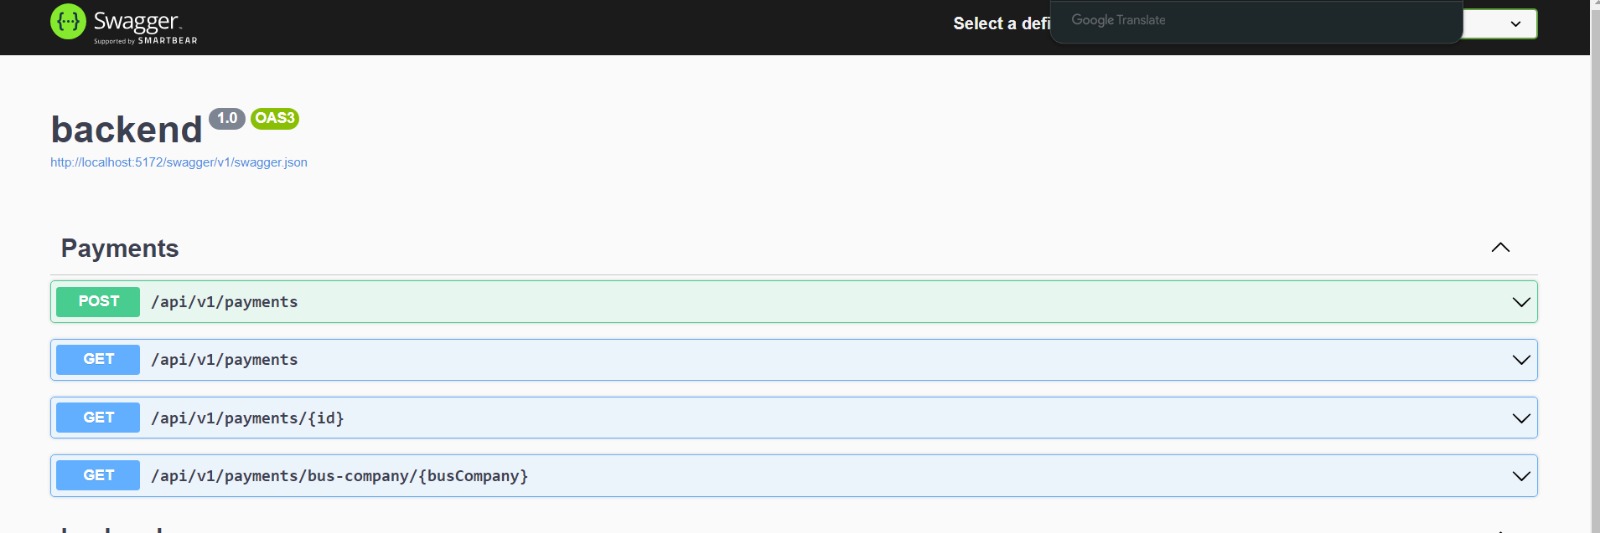 Swagger
Supported by SMARTBEAR
Select a defi
Google Translate
backend 1.0 OAS3
http://localhost:5172/swagger/v1/swagger.json
Payments
POST /api/v1/payments
GET /api/v1/payments
GET /api/v1/payments/{id}
GET /api/v1/payments/bus-company/{busCompany}